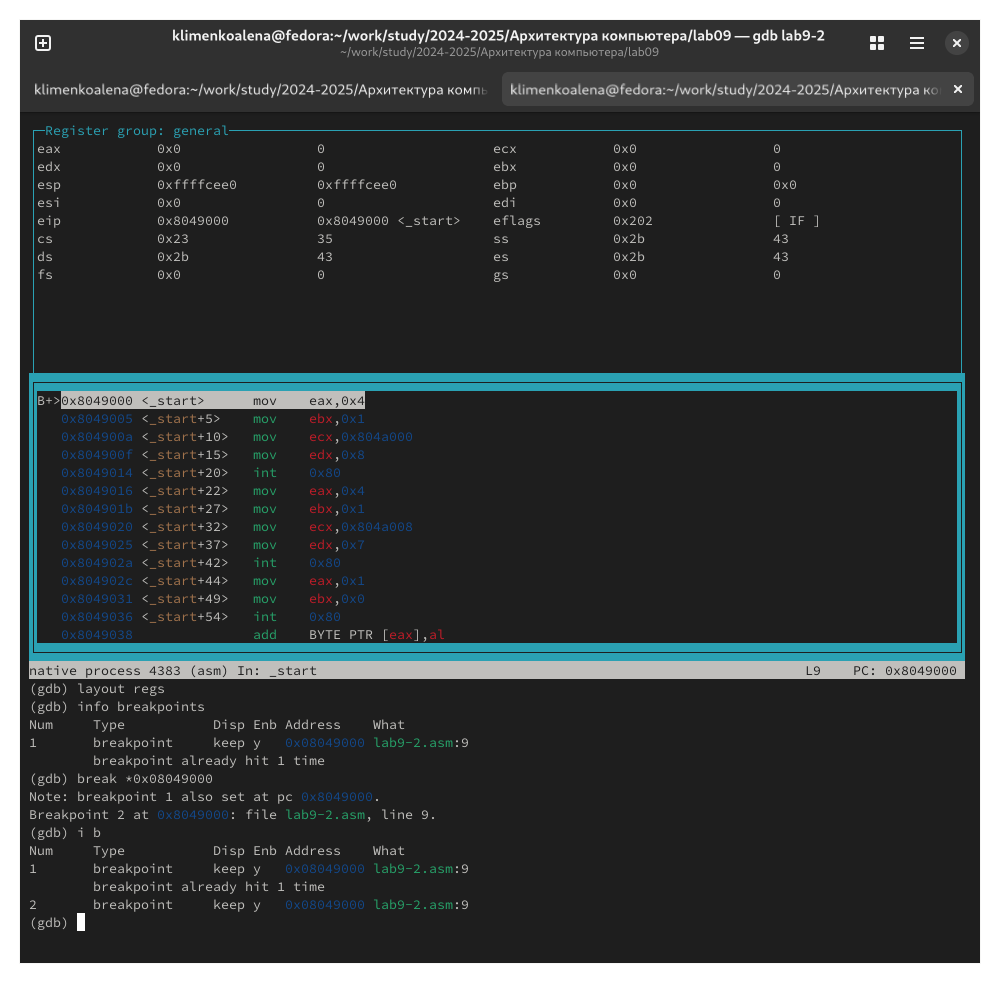 klimenkoalena@fedora:~/work/study/2024-2025/Архитектура компьютера/lab09 — gdb lab9-2
~/work/study/2024-2025/Архитектура компьютера/lab09
klimenkoalena@fedora:~/work/study/2024-2025/Архитектура компь klimenkoalena@fedora:~/work/study/2024-2025/Архитектура ко
Register group: general
eax 0x0 0 ecx 0x0 0
edx 0x0 0 ebx 0x0 0
esp 0xffffcee0 0xffffcee0 ebp 0x0 0x0
esi 0x0 0 edi 0x0 0
eip 0x8049000 0x8049000 <_start> eflags 0x202 [ IF ]
cs 0x23 35 ss 0x2b 43
ds 0x2b 43 es 0x2b 43
fs 0x0 0 gs 0x0 0
B+>0x8049000 <_start> mov eax,0x4
0x8049005 <_start+5> mov ebx,0x1
0x804900a <_start+10> mov ecx,0x804a000
0x804900f <_start+15> mov edx,0x8
0x8049014 <_start+20> int 0x80
0x8049016 <_start+22> mov eax,0x4
0x804901b <_start+27> mov ebx,0x1
0x8049020 <_start+32> mov ecx,0x804a008
0x8049025 <_start+37> mov edx,0x7
0x804902a <_start+42> int 0x80
0x804902c <_start+44> mov eax,0x1
0x8049031 <_start+49> mov ebx,0x0
0x8049036 <_start+54> int 0x80
0x8049038 add BYTE PTR [eax],al
native process 4383 (asm) In: _start L9 PC: 0x8049000
(gdb) layout regs
(gdb) info breakpoints
Num Type Disp Enb Address What
1 breakpoint keep y 0x08049000 lab9-2.asm:9
breakpoint already hit 1 time
(gdb) break *0x08049000
Note: breakpoint 1 also set at pc 0x8049000.
Breakpoint 2 at 0x8049000: file lab9-2.asm, line 9.
(gdb) i b
Num Type Disp Enb Address What
1 breakpoint keep y 0x08049000 lab9-2.asm:9
breakpoint already hit 1 time
2 breakpoint keep y 0x08049000 lab9-2.asm:9
(gdb)